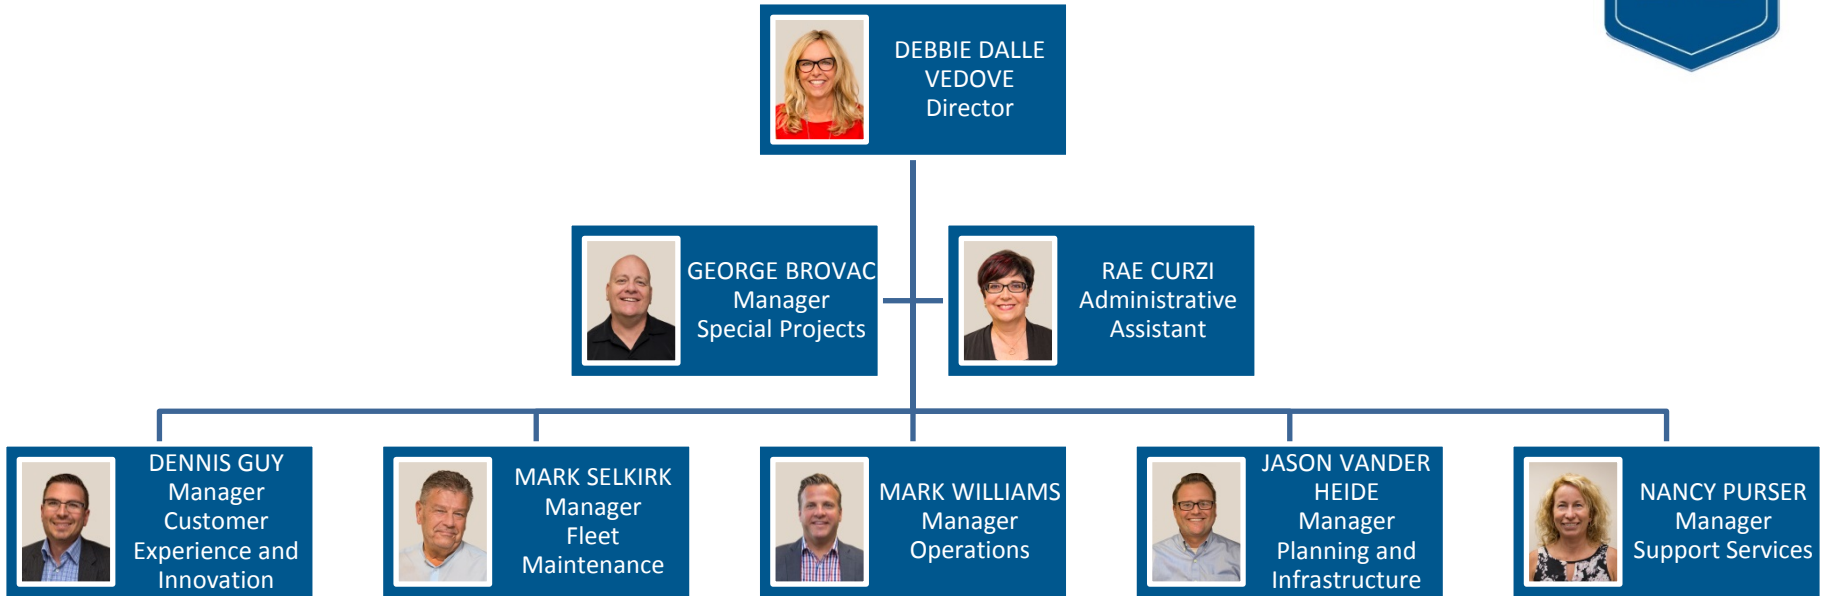 DEBBIE DALLE
VEDOVE
Director
GEORGE BROVAC
Manager
Special Projects
RAE CURZI
Administrative
Assistant
DENNIS GUY
Manager
Customer
Experience and
Innovation
MARK SELKIRK
Manager
Fleet
Maintenance
MARK WILLIAMS
Manager
Operations
JASON VANDER
HEIDE
Manager
Planning and
Infrastructure
NANCY PURSER
Manager
Support Services